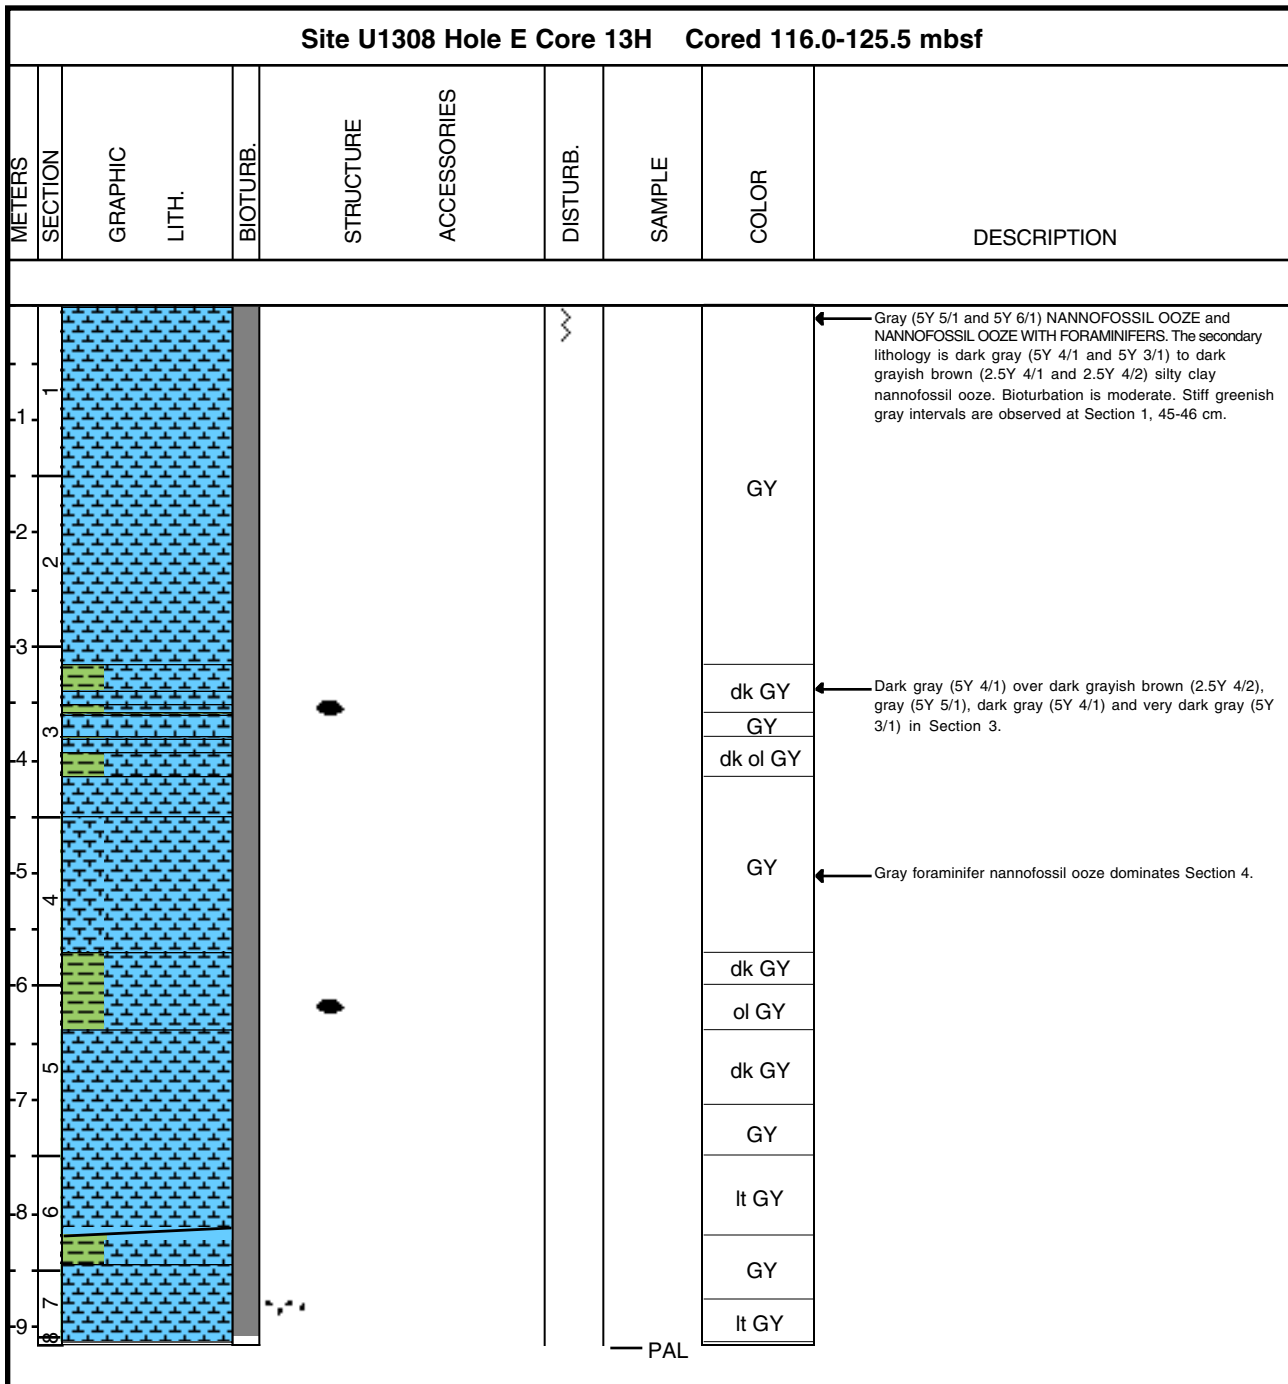 Site U1308 Hole E Core 13H Cored 116.0-125.5 mbsf
METERS
SECTION
GRAPHIC
LITH.
BIOTURB.
STRUCTURE
ACCESSORIES
DISTURB.
SAMPLE
COLOR
DESCRIPTION
Gray (5Y 5/1 and 5Y 6/1) NANNOFOSSIL OOZE and
NANNOFOSSIL OOZE WITH FORAMINIFERS. The secondary
lithology is dark gray (5Y 4/1 and 5Y 3/1) to dark
grayish brown (2.5Y 4/1 and 2.5Y 4/2) silty clay
nannofossil ooze. Bioturbation is moderate. Stiff greenish
gray intervals are observed at Section 1, 45-46 cm.
1
1
GY
2
2
3
dk GY
Dark gray (5Y 4/1) over dark grayish brown (2.5Y 4/2),
gray (5Y 5/1), dark gray (5Y 4/1) and very dark gray (5Y
3/1) in Section 3.
3
GY
4
dk ol GY
5
GY
Gray foraminifer nannofossil ooze dominates Section 4.
4
dk GY
6
ol GY
5
dk GY
7
GY
8
6
lt GY
GY
7
9
8
lt GY
PAL